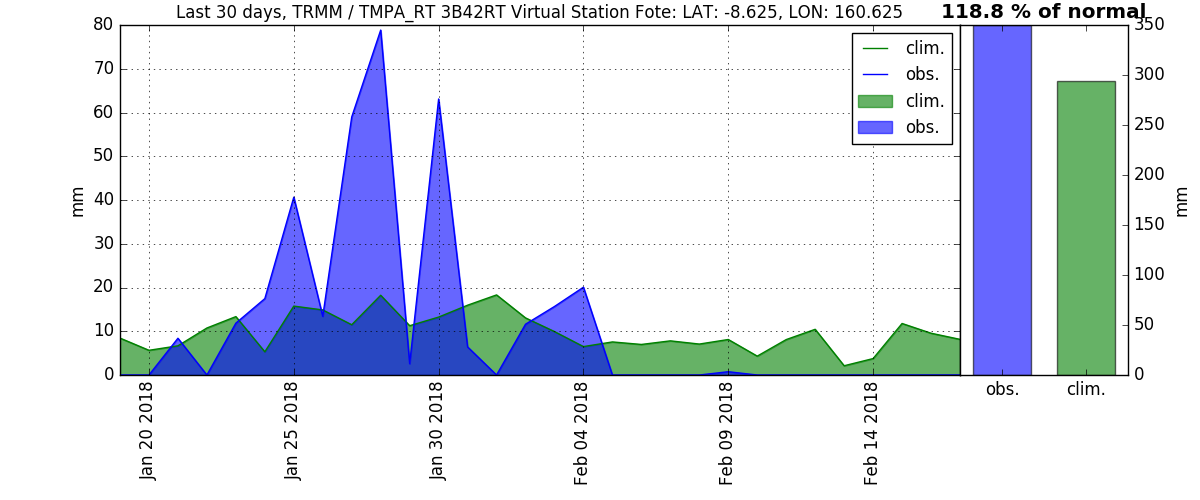 Last 30 days, TRMM / TMPA_RT 3B42RT Virtual Station Fote: LAT: -8.625, LON: 160.625
118.8 % of normal
80
70
60
50
40
30
20
10
0
mm
clim.
obs.
clim.
obs.
350
300
250
200
150
100
50
0
mm
obs.
clim.
Jan 20 2018
Jan 25 2018
Jan 30 2018
Feb 04 2018
Feb 09 2018
Feb 14 2018